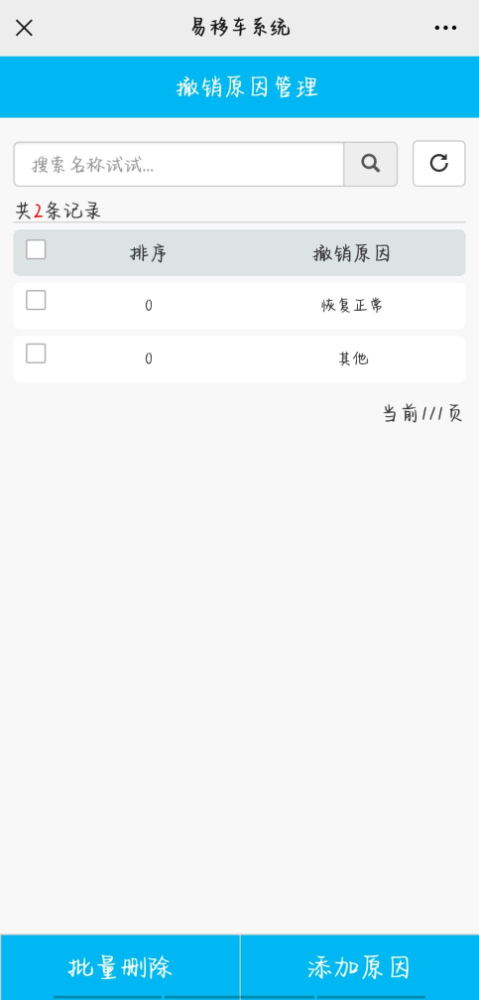 易移车系统
撤销原因管理
搜索名称试试...
共2条记录
排序 撤销原因
0 恢复正常
0 其他
当前1/1页
批量删除 添加原因